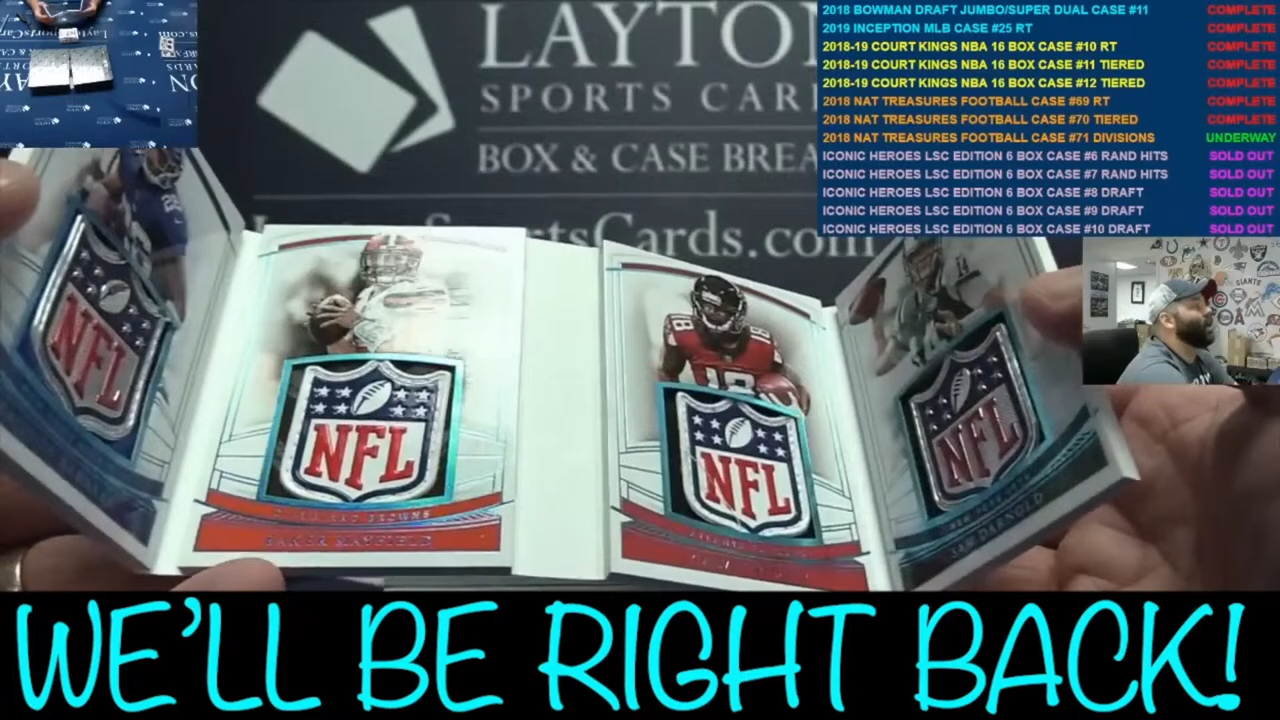 LAYTO
SPORTS CAR
BOX & CASE BREA
LaytonSportsCards.com
2018 BOWMAN DRAFT JUMBO/SUPER DUAL CASE #11 COMPLETE
2019 INCEPTION MLB CASE #25 RT COMPLETE
2018-19 COURT KINGS NBA 16 BOX CASE #10 RT COMPLETE
2018-19 COURT KINGS NBA 16 BOX CASE #11 TIERED COMPLETE
2018-19 COURT KINGS NBA 16 BOX CASE #12 TIERED COMPLETE
2018 NAT TREASURES FOOTBALL CASE #69 RT COMPLETE
2018 NAT TREASURES FOOTBALL CASE #70 TIERED COMPLETE
2018 NAT TREASURES FOOTBALL CASE #71 DIVISIONS UNDERWAY
ICONIC HEROES LSC EDITION 6 BOX CASE #6 RAND HITS SOLD OUT
ICONIC HEROES LSC EDITION 6 BOX CASE #7 RAND HITS SOLD OUT
ICONIC HEROES LSC EDITION 6 BOX CASE #8 DRAFT SOLD OUT
ICONIC HEROES LSC EDITION 6 BOX CASE #9 DRAFT SOLD OUT
ICONIC HEROES LSC EDITION 6 BOX CASE #10 DRAFT SOLD OUT
GIANTS
NFL
NFL
BROWNS
BAKER MAYFIELD
18
18
NFL
NFL
SAM DARNOLD
WE'LL BE RIGHT BACK!